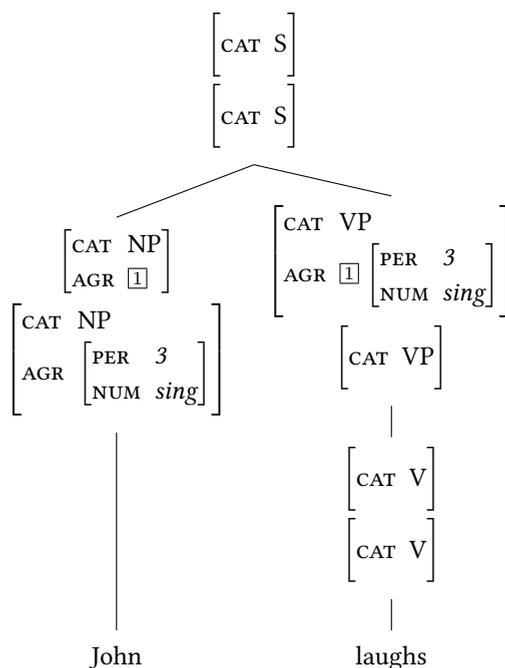 CAT S
CAT S
CAT NP
AGR 1
CAT VP
AGR 1 PER 3
NUM sing
CAT NP
AGR PER 3
NUM sing
CAT VP
CAT V
CAT V
John laughs